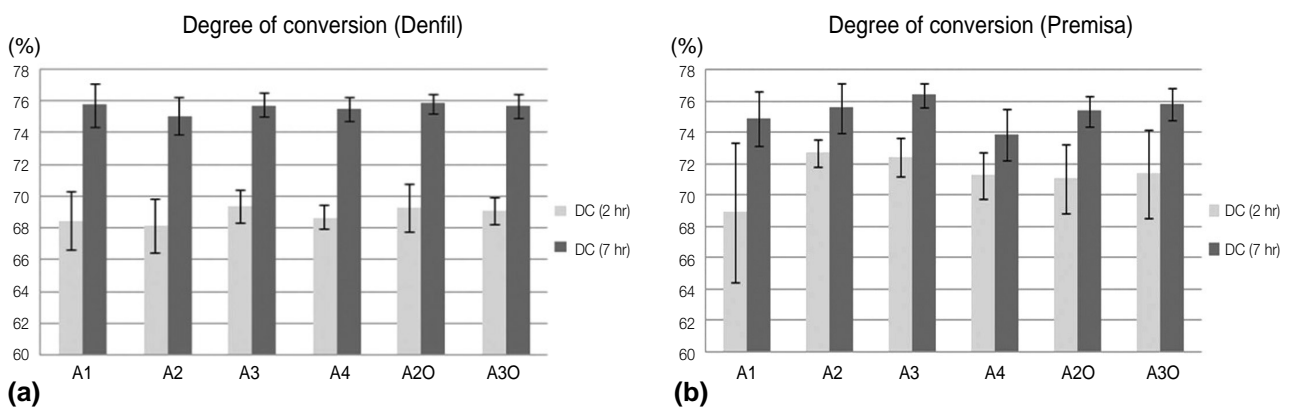 Degree of conversion (Denfil)
(%)
78
76
74
72
70
68
66
64
62
60
A1 A2 A3 A4 A2O A3O
DC (2 hr)
DC (7 hr)
(a)
Degree of conversion (Premisa)
(%)
78
76
74
72
70
68
66
64
62
60
A1 A2 A3 A4 A2O A3O
DC (2 hr)
DC (7 hr)
(b)